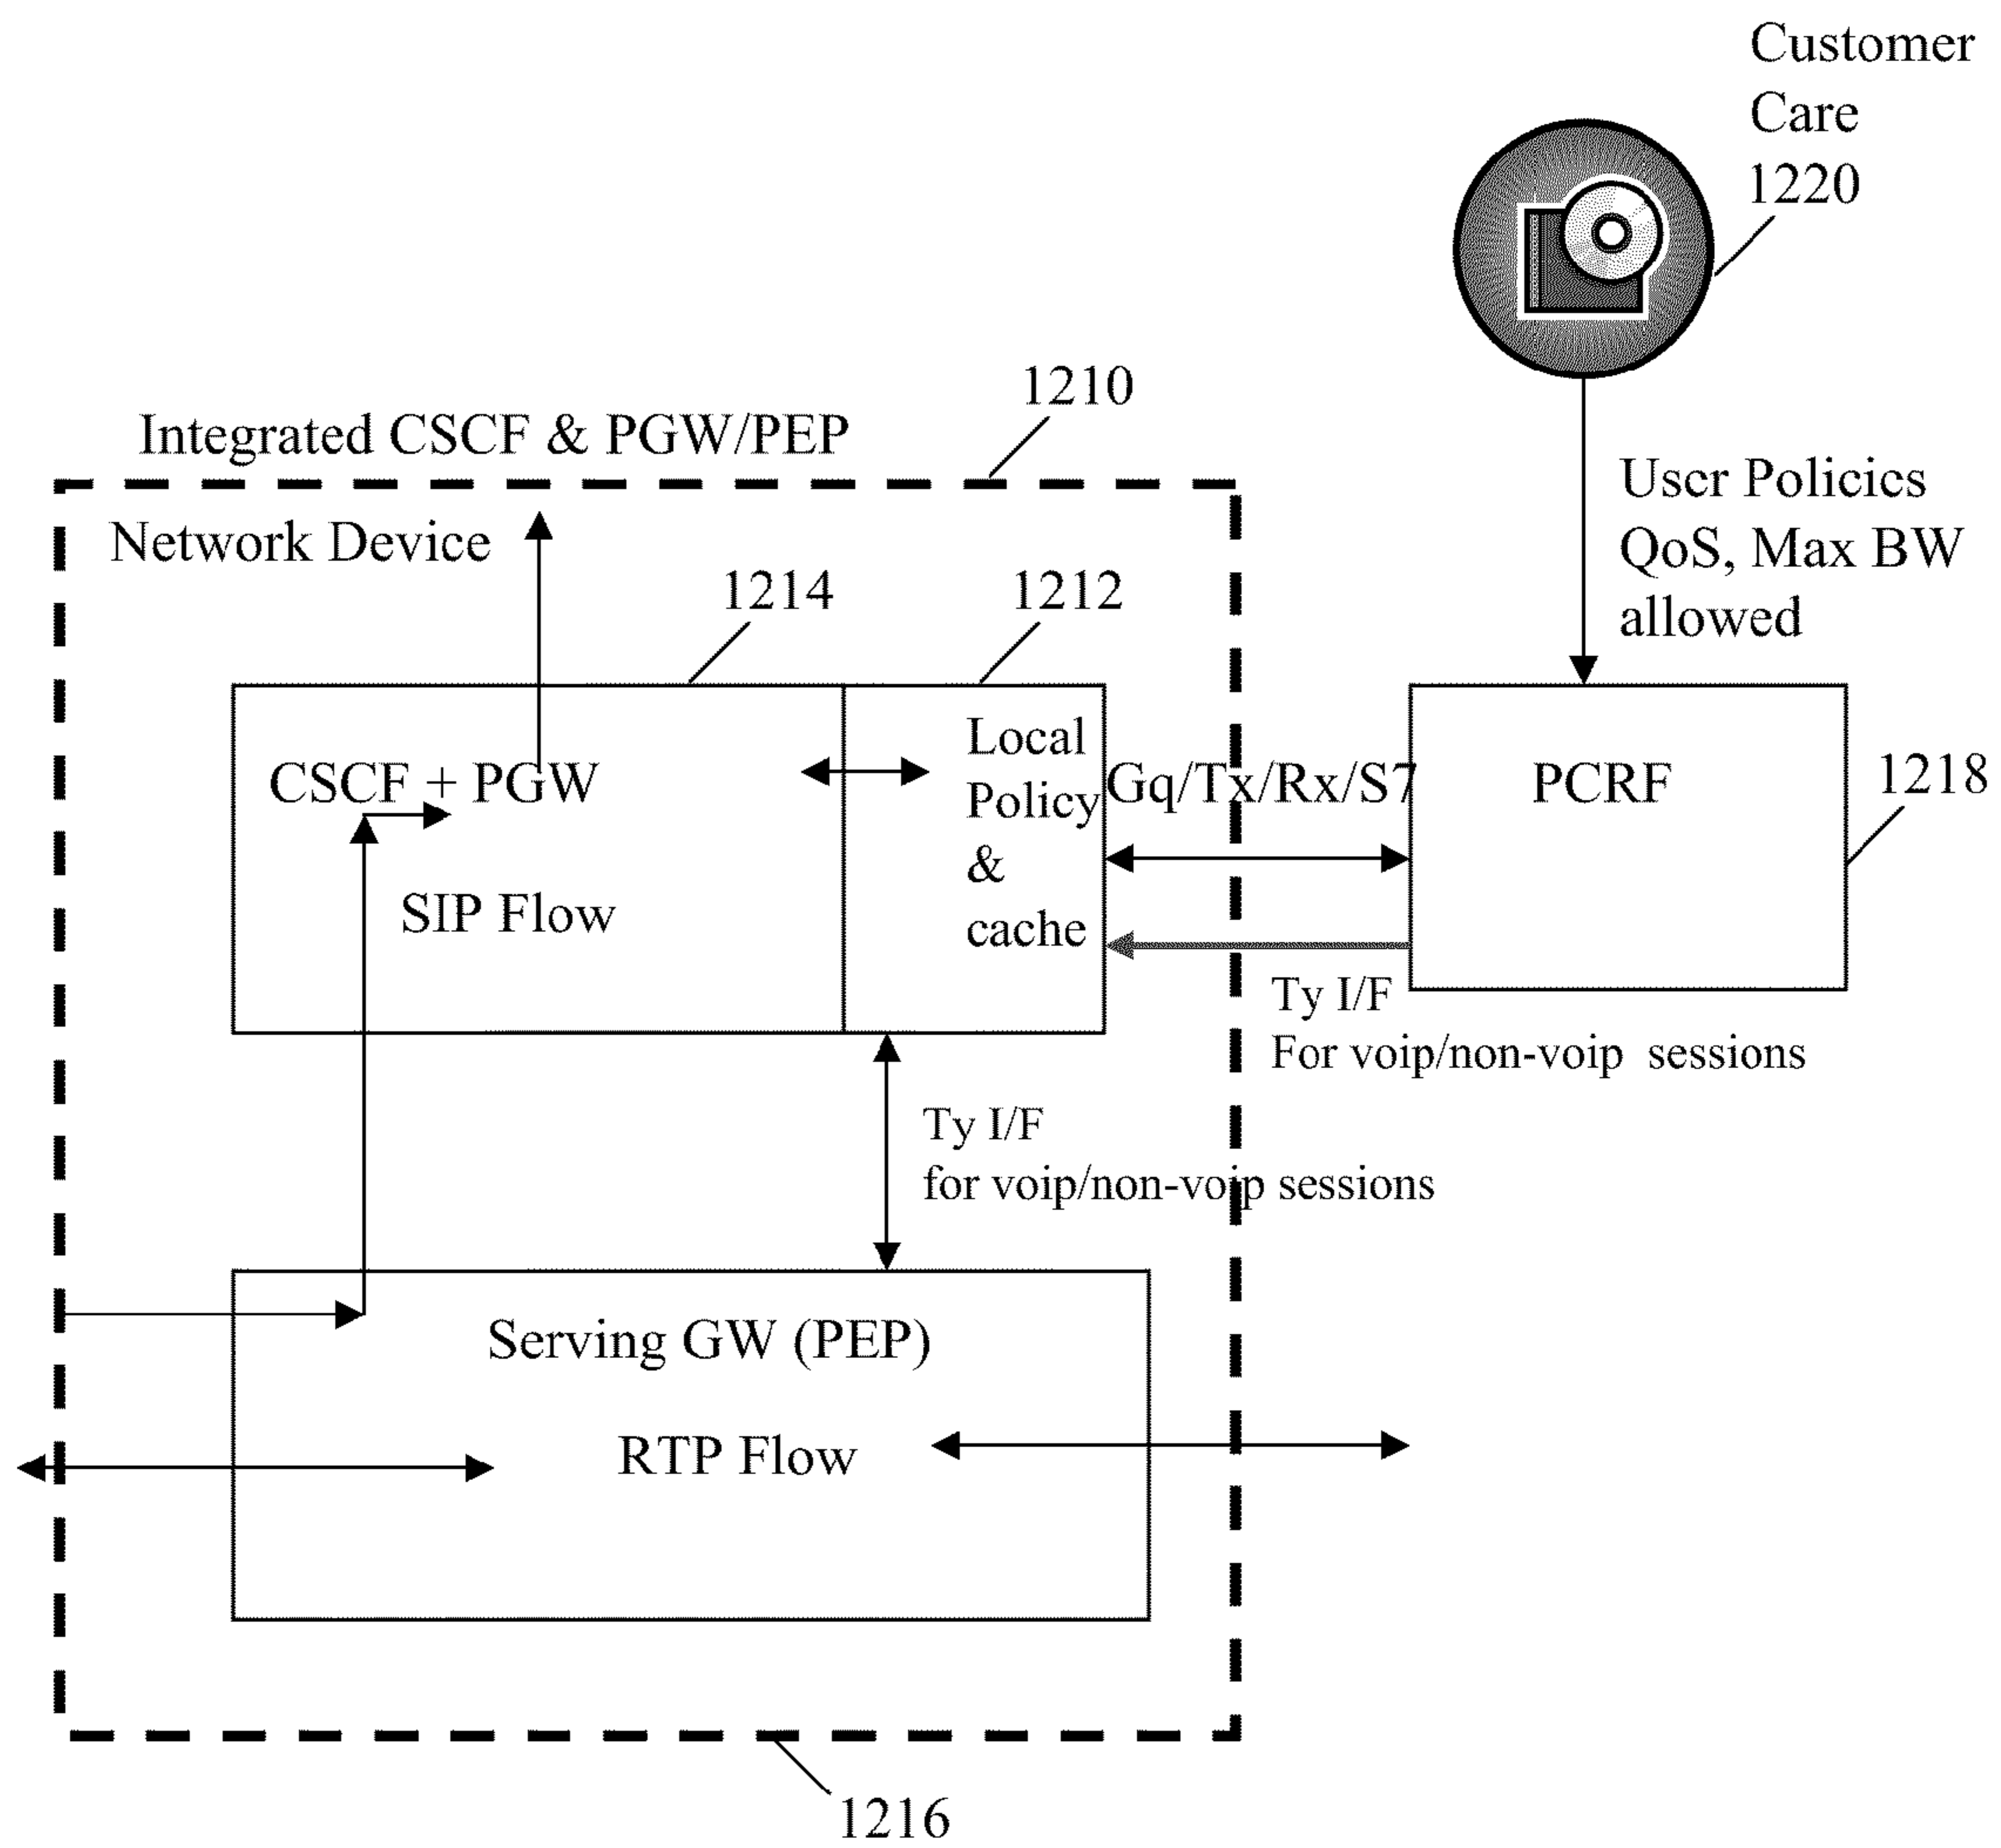 Customer
Care
1220
1210
Integrated CSCF & PGW/PEP
User Policies
QoS, Max BW
allowed
Network Device
1214
1212
Local
Policy
&
cache
CSCF + PGW
SIP Flow
Gq/Tx/Rx/S7
PCRF
1218
Ty I/F
For voip/non-voip sessions
Ty I/F
for voip/non-voip sessions
Serving GW (PEP)
RTP Flow
1216